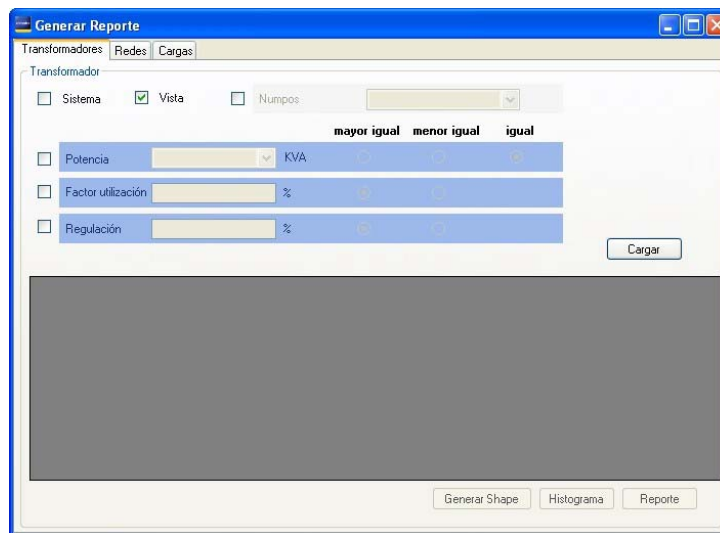 Generar Reporte
Transformadores Redes Cargas
Transformador
Sistema Vista Numpos
mayor igual menor igual igual
Potencia KVA
Factor utilización %
Regulación %
Cargar
Generar Shape Histograma Reporte